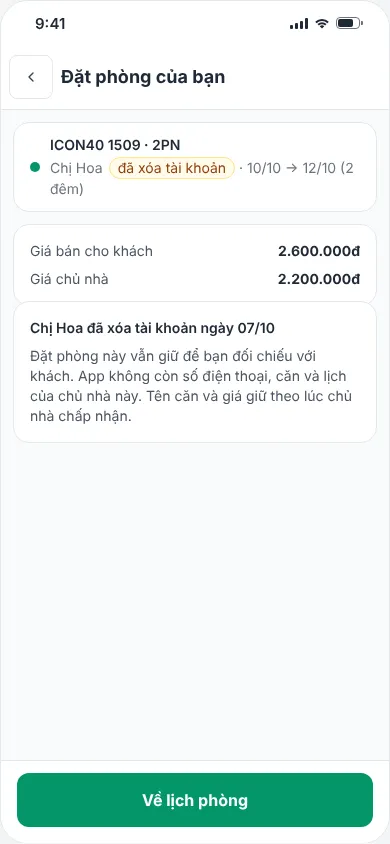 9:41
Đặt phòng của bạn
ICON40 1509 · 2PN
Chị Hoa đã xóa tài khoản · 10/10 → 12/10 (2
đêm)
Giá bán cho khách 2.600.000đ
Giá chủ nhà 2.200.000đ
Chị Hoa đã xóa tài khoản ngày 07/10
Đặt phòng này vẫn giữ để bạn đối chiếu với
khách. App không còn số điện thoại, căn và lịch
của chủ nhà này. Tên căn và giá giữ theo lúc chủ
nhà chấp nhận.
Về lịch phòng